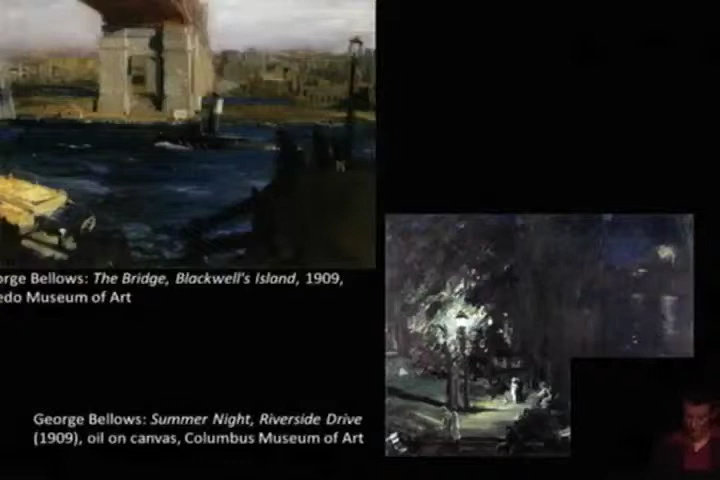 orge Bellows: The Bridge, Blackwell's Island, 1909,
edo Museum of Art
George Bellows: Summer Night, Riverside Drive
(1909), oil on canvas, Columbus Museum of Art